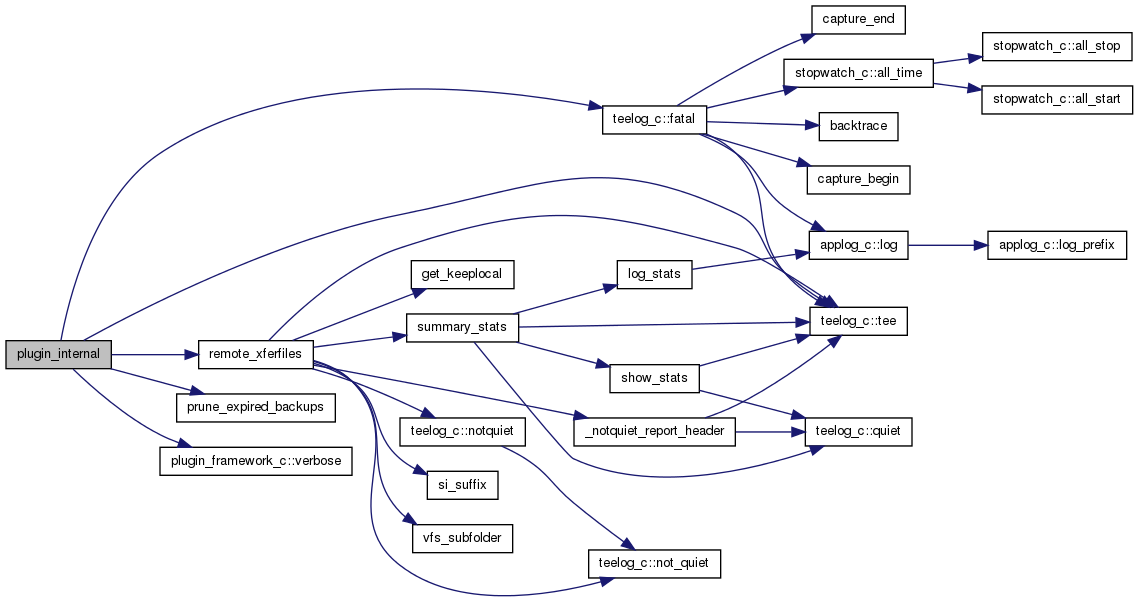 capture_end
stopwatch_c::all_stop
stopwatch_c::all_time
stopwatch_c::all_start
teelog_c::fatal
backtrace
capture_begin
applog_c::log
applog_c::log_prefix
get_keeplocal
log_stats
summary_stats
teelog_c::tee
plugin_internal
remote_xferfiles
show_stats
prune_expired_backups
teelog_c::notquiet
_notquiet_report_header
teelog_c::quiet
plugin_framework_c::verbose
si_suffix
vfs_subfolder
teelog_c::not_quiet